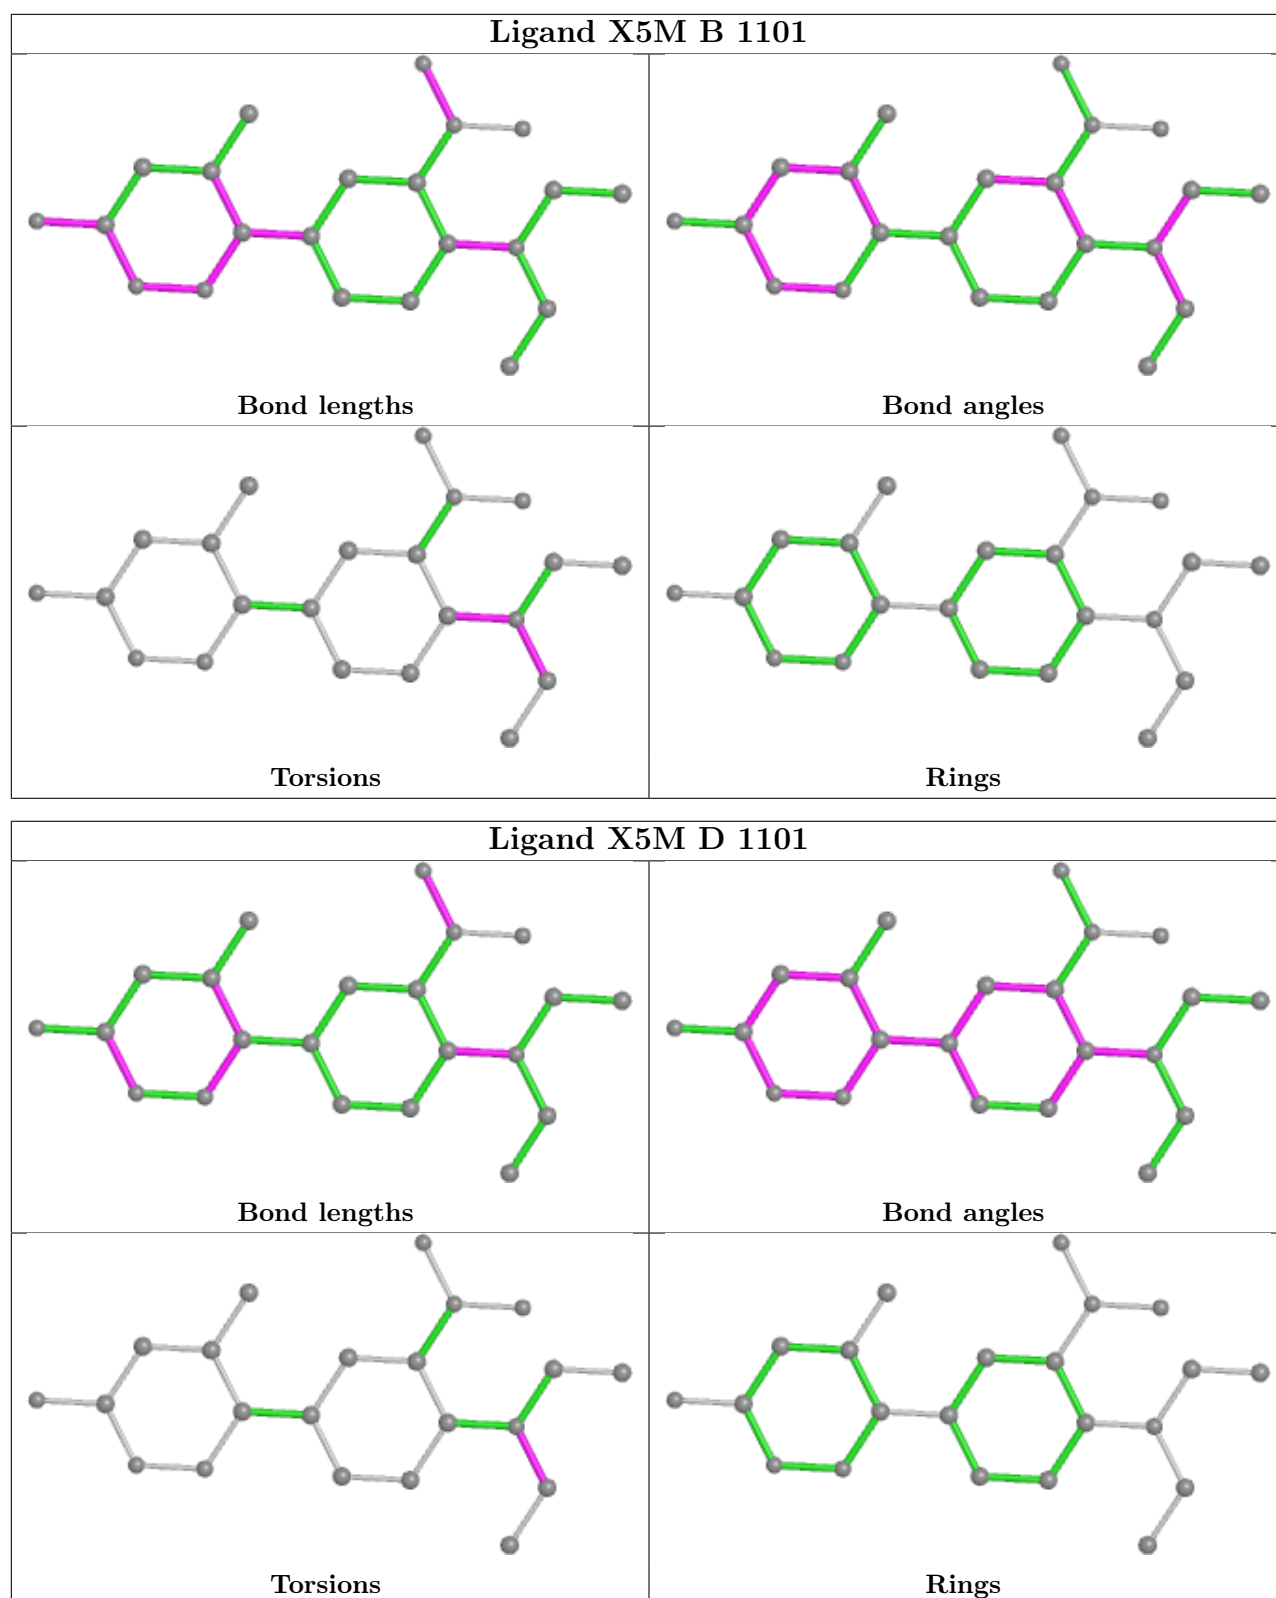 Ligand X5M B 1101
Bond lengths
Bond angles
Torsions
Rings
Ligand X5M D 1101
Bond lengths
Bond angles
Torsions
Rings